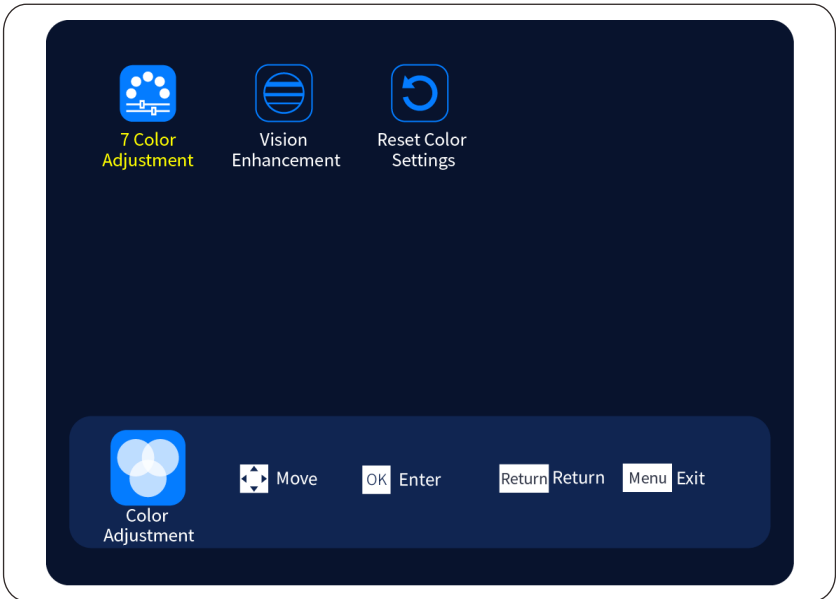 7 Color
Adjustment
Vision
Enhancement
Reset Color
Settings
Color
Adjustment
Move
OK Enter
Return Return
Menu Exit